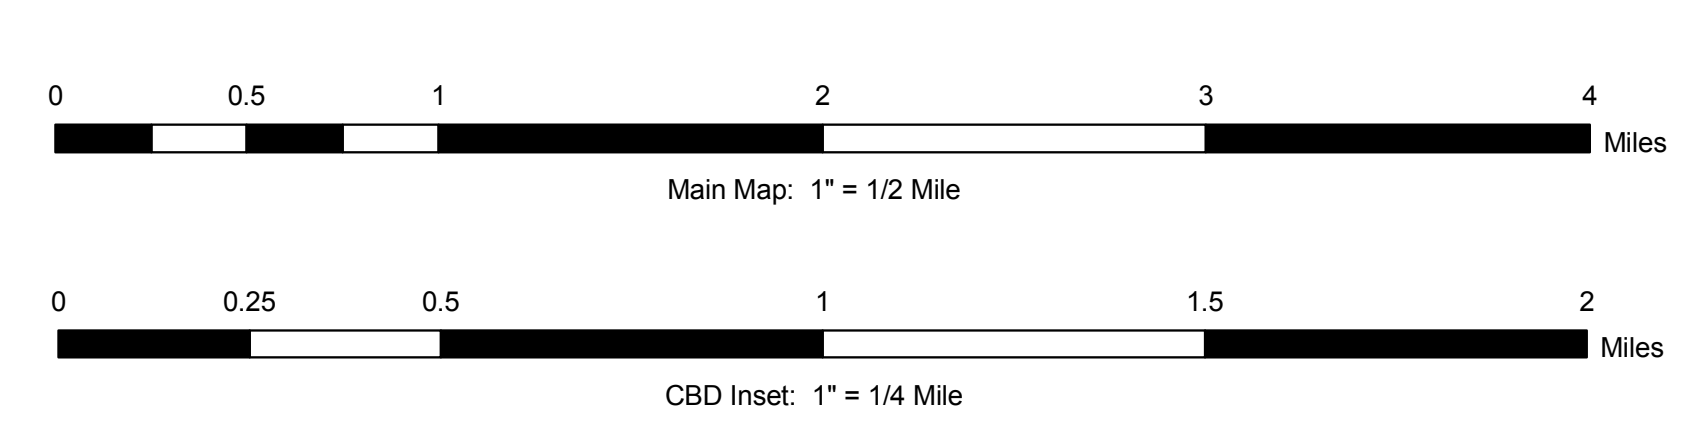 0 0.5 1 2 3 4
Miles
Main Map: 1" = 1/2 Mile
0 0.25 0.5 1 1.5 2
Miles
CBD Inset: 1" = 1/4 Mile